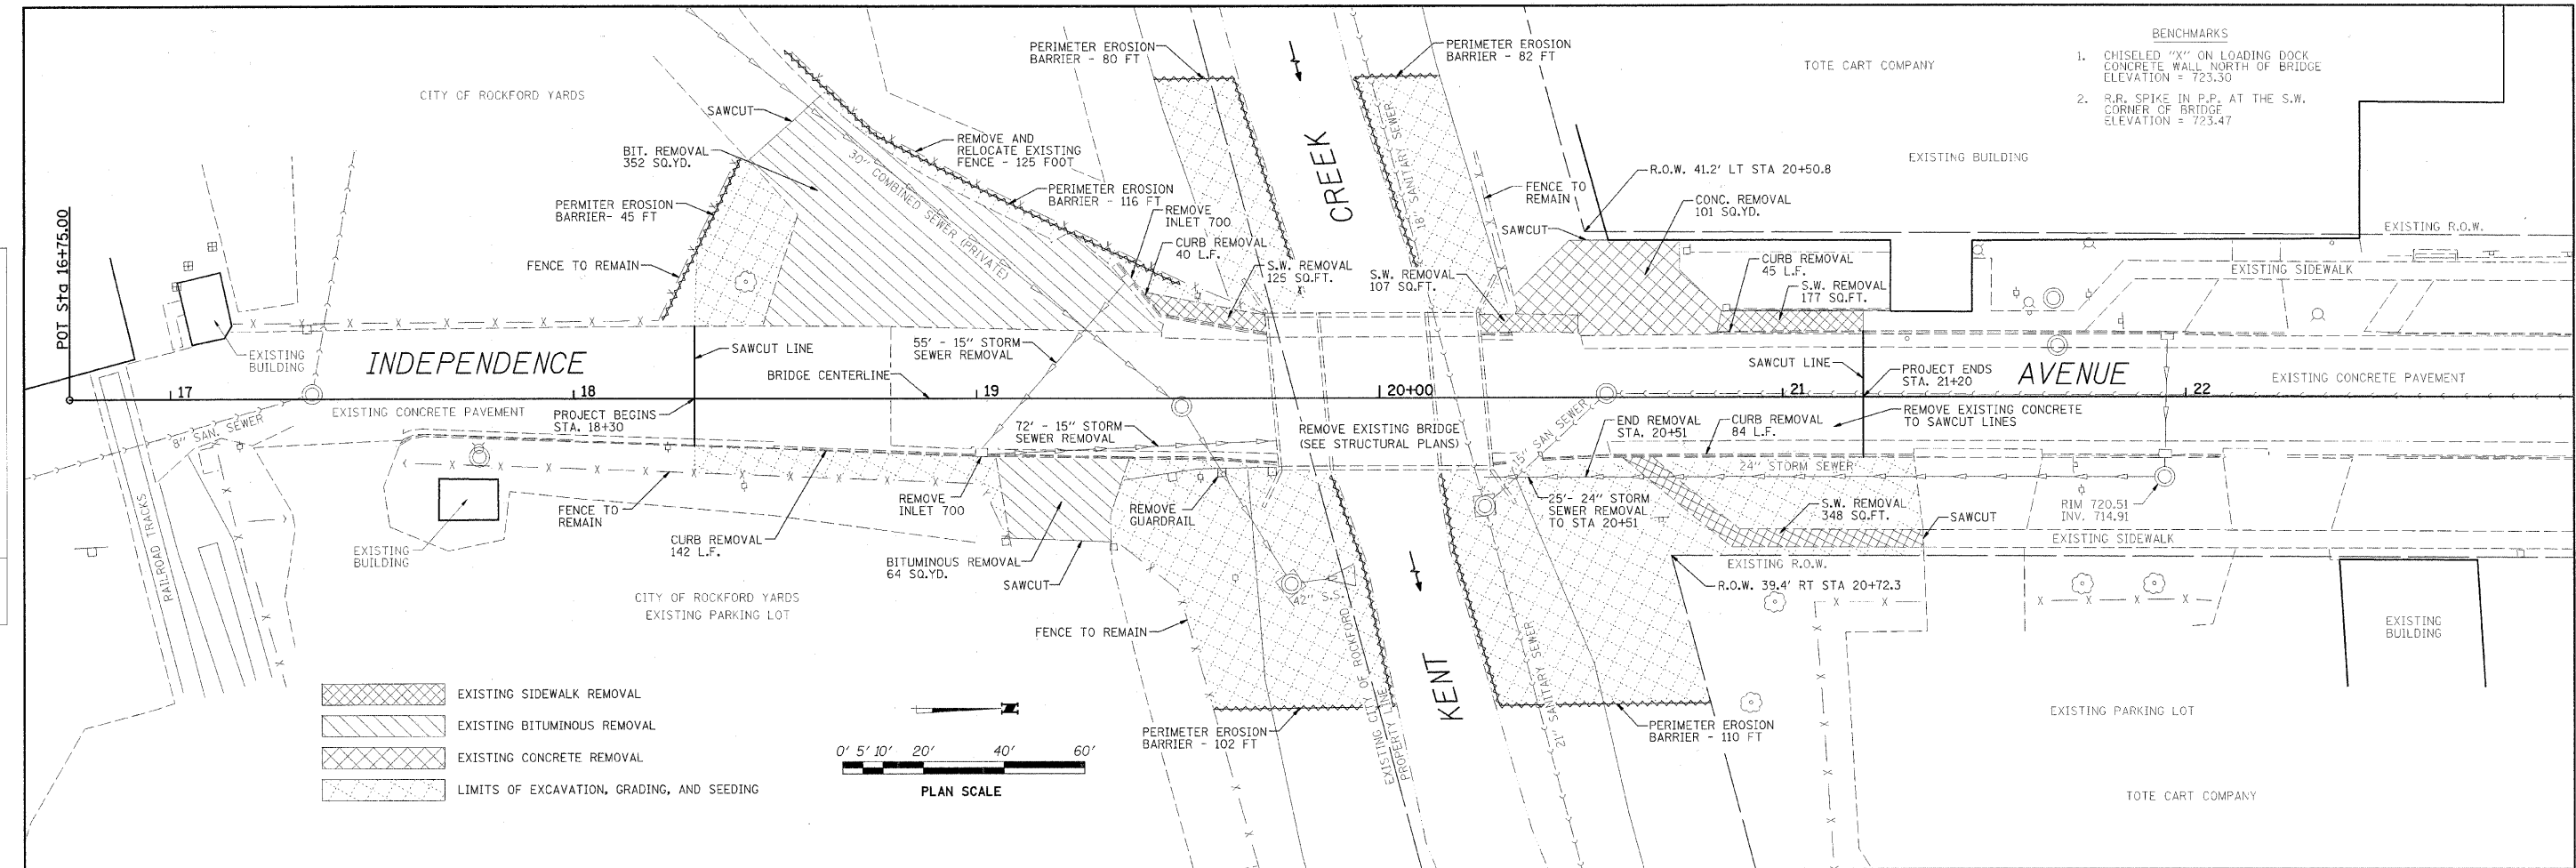 BENCHMARKS
1. CHISELED "X" ON LOADING DOCK
CONCRETE WALL NORTH OF BRIDGE
ELEVATION = 723.30
2. R.R. SPIKE IN P.P. AT THE S.W.
CORNER OF BRIDGE
ELEVATION = 723.47
PERIMETER EROSION
BARRIER - 80 FT
PERIMETER EROSION
BARRIER - 82 FT
TOTE CART COMPANY
CITY OF ROCKFORD YARDS
SAWCUT
REMOVE AND
RELOCATE EXISTING
FENCE - 125 FOOT
BIT. REMOVAL
352 SQ.YD.
30" COMBINED SEWER (PRIVATE)
CREEK
18" SANITARY SEWER
EXISTING BUILDING
R.O.W. 41.2' LT STA 20+50.8
FENCE TO
REMAIN
CONC. REMOVAL
101 SQ.YD.
PERIMETER EROSION
BARRIER - 116 FT
PERMITER EROSION
BARRIER- 45 FT
REMOVE
INLET 700
SAWCUT
EXISTING R.O.W.
CURB REMOVAL
40 L.F.
S.W. REMOVAL
125 SQ.FT.
S.W. REMOVAL
107 SQ.FT.
CURB REMOVAL
45 L.F.
S.W. REMOVAL
177 SQ.FT.
EXISTING SIDEWALK
FENCE TO REMAIN
POT Sta 16+75.00
EXISTING
BUILDING
INDEPENDENCE
SAWCUT LINE
55' - 15" STORM
SEWER REMOVAL
BRIDGE CENTERLINE
SAWCUT LINE
PROJECT ENDS
STA. 21+20
AVENUE
EXISTING CONCRETE PAVEMENT
17
18
19
20+00
21
22
EXISTING CONCRETE PAVEMENT
PROJECT BEGINS
STA. 18+30
8" SAN. SEWER
72' - 15" STORM
SEWER REMOVAL
REMOVE EXISTING BRIDGE
(SEE STRUCTURAL PLANS)
15" SAN SEWER
END REMOVAL
STA. 20+51
CURB REMOVAL
84 L.F.
REMOVE EXISTING CONCRETE
TO SAWCUT LINES
24" STORM SEWER
RAILROAD TRACKS
FENCE TO
REMAIN
REMOVE
INLET 700
REMOVE
GUARDRAIL
25'- 24" STORM
SEWER REMOVAL
TO STA 20+51
S.W. REMOVAL
348 SQ.FT.
SAWCUT
RIM 720.51
INV. 714.91
EXISTING SIDEWALK
EXISTING
BUILDING
CURB REMOVAL
142 L.F.
BITUMINOUS REMOVAL
64 SQ.YD.
SAWCUT
EXISTING R.O.W.
R.O.W. 39.4' RT STA 20+72.3
42" S.S.
CITY OF ROCKFORD YARDS
EXISTING PARKING LOT
FENCE TO REMAIN
EXISTING CITY OF ROCKFORD
PROPERTY LINE
KENT
21" SANITARY SEWER
EXISTING
BUILDING
EXISTING SIDEWALK REMOVAL
EXISTING BITUMINOUS REMOVAL
EXISTING CONCRETE REMOVAL
LIMITS OF EXCAVATION, GRADING, AND SEEDING
0' 5' 10' 20' 40' 60'
PLAN SCALE
PERIMETER EROSION
BARRIER - 102 FT
PERIMETER EROSION
BARRIER - 110 FT
EXISTING PARKING LOT
TOTE CART COMPANY